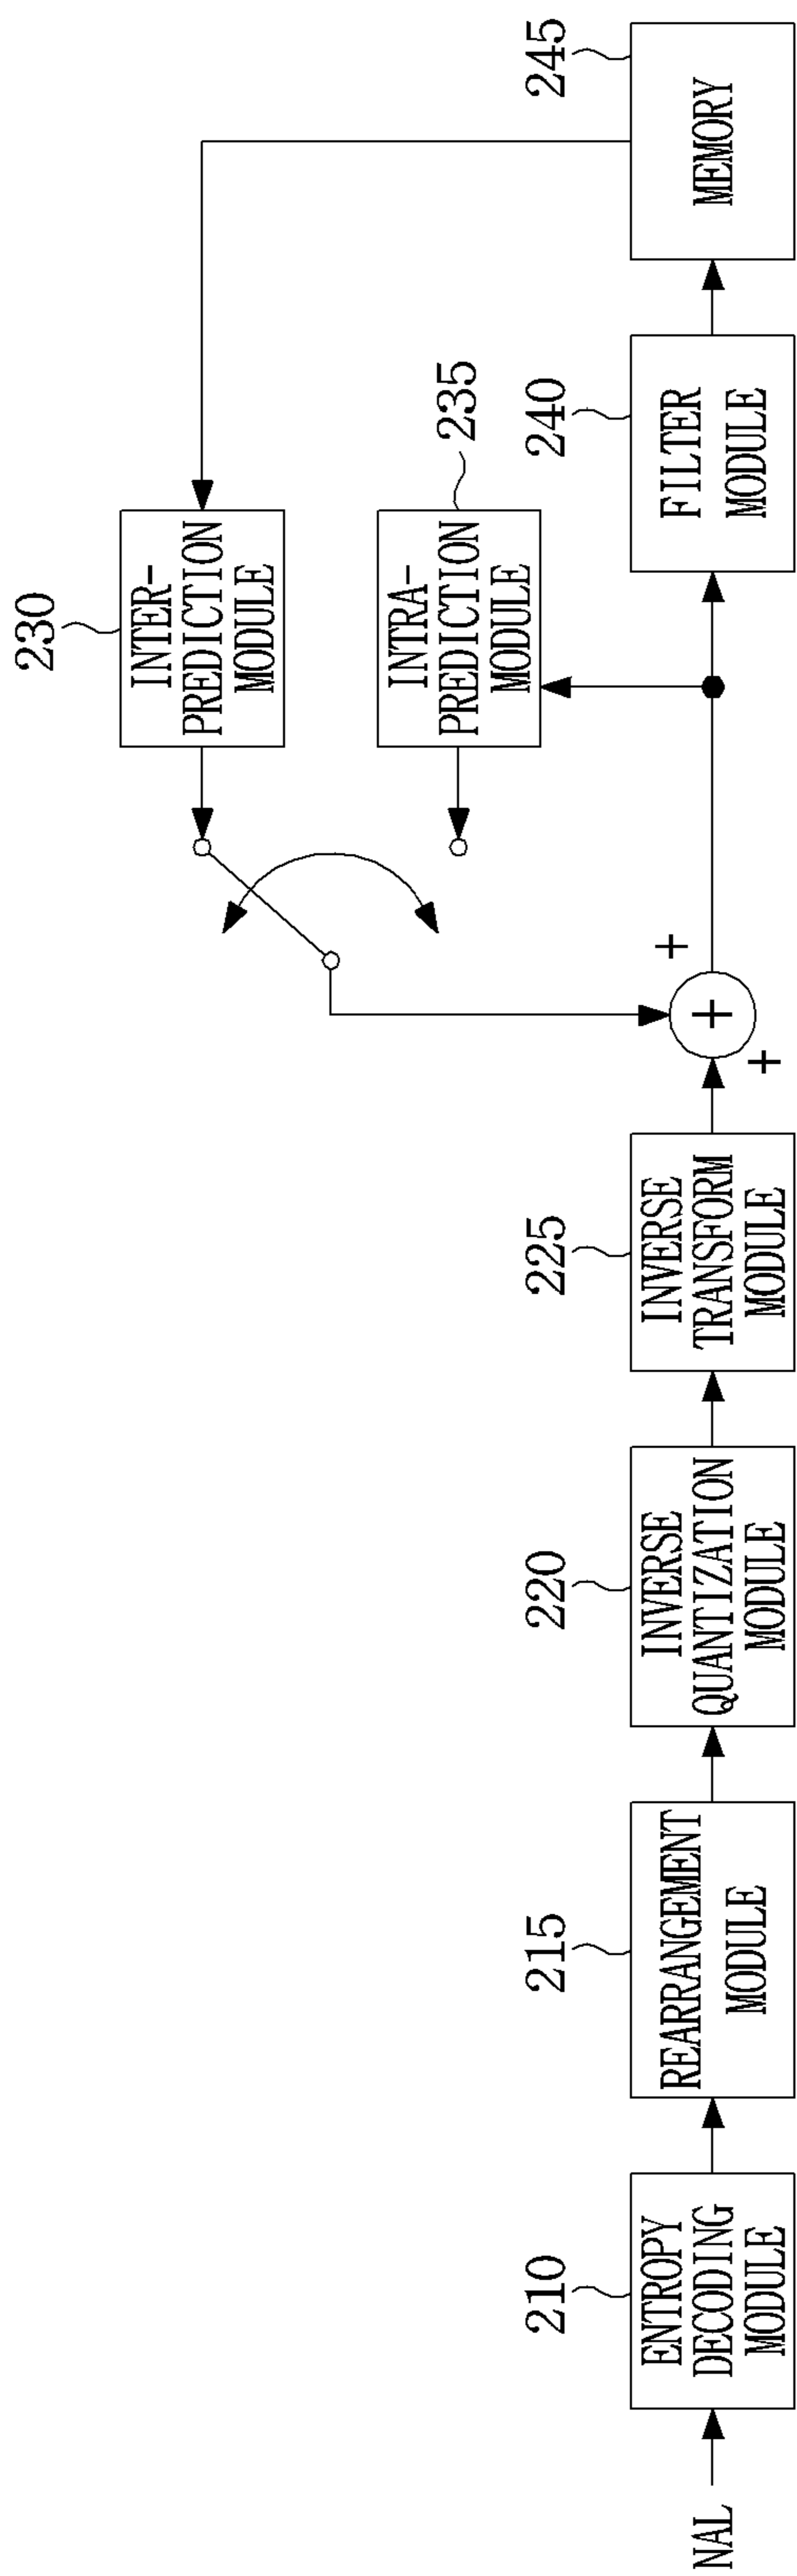 230
INTER-
PREDICTION
MODULE
235
INTRA-
PREDICTION
MODULE
NAL
210
ENTROPY
DECODING
MODULE
215
REARRANGEMENT
MODULE
220
INVERSE
QUANTIZATION
MODULE
225
INVERSE
TRANSFORM
MODULE
+
+
+
240
FILTER
MODULE
245
MEMORY